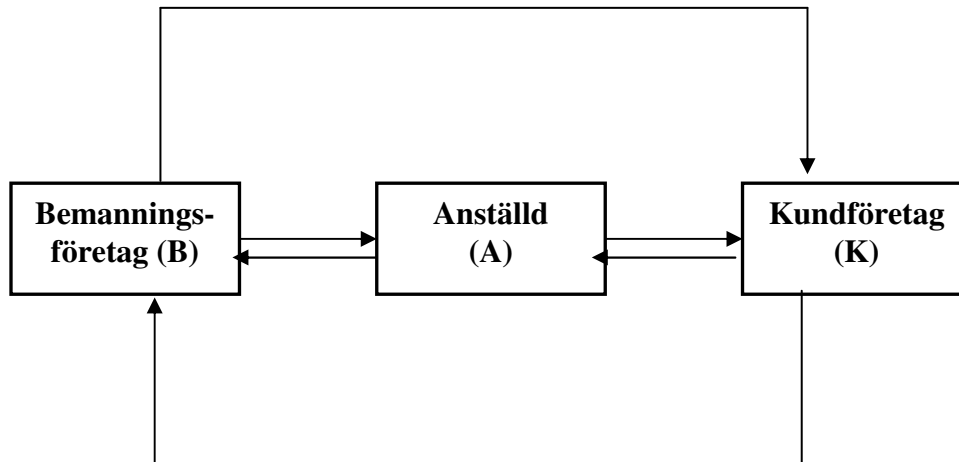 Bemannings-
företag (B)
Anställd
(A)
Kundföretag
(K)